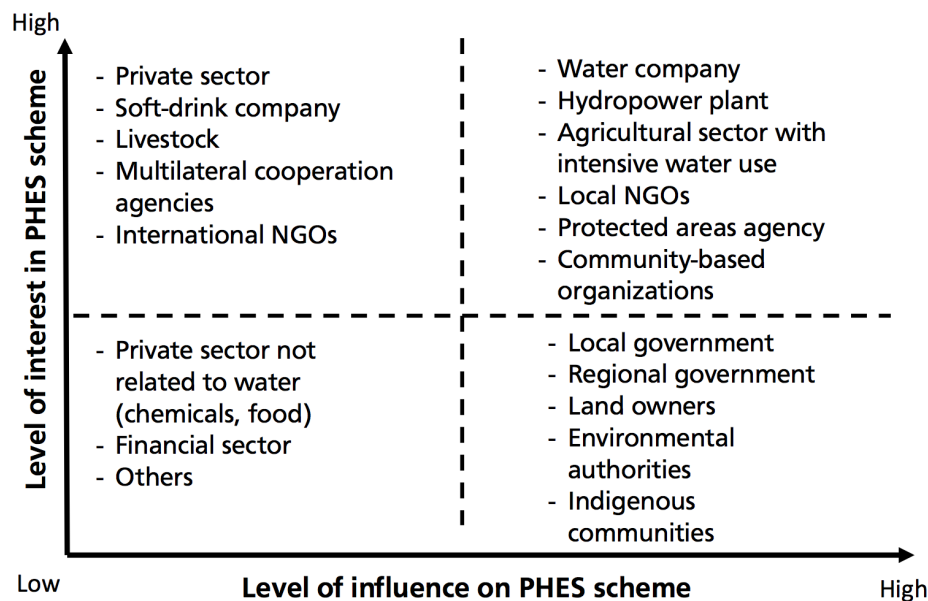 High
Level of interest in PHES scheme
- Private sector
- Soft-drink company
- Livestock
- Multilateral cooperation
agencies
- International NGOs
- Water company
- Hydropower plant
- Agricultural sector with
intensive water use
- Local NGOs
- Protected areas agency
- Community-based
organizations
- Private sector not
related to water
(chemicals, food)
- Financial sector
- Others
- Local government
- Regional government
- Land owners
- Environmental
authorities
- Indigenous
communities
Low
Level of influence on PHES scheme
High